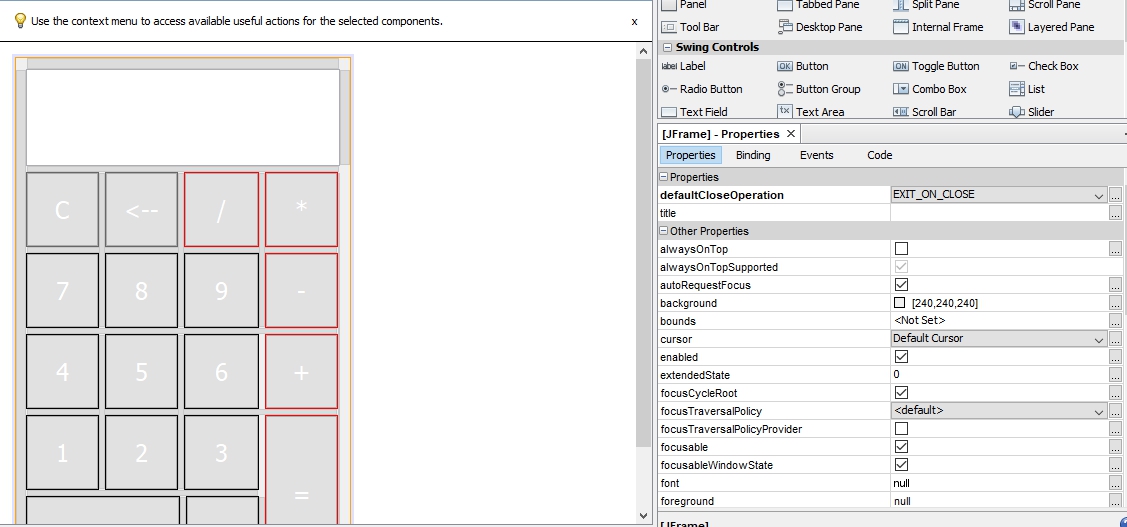 Use the context menu to access available useful actions for the selected components. x
C <-- / *
7 8 9 -
4 5 6 +
1 2 3
=
Panel Tabbed Pane Split Pane Scroll Pane
Tool Bar Desktop Pane Internal Frame Layered Pane
Swing Controls
label Label OK Button ON Toggle Button Check Box
Radio Button Button Group Combo Box List
Text Field tx Text Area Scroll Bar Slider
[JFrame] - Properties ×
Properties Binding Events Code
Properties
defaultCloseOperation EXIT_ON_CLOSE ...
title ...
Other Properties
alwaysOnTop ...
alwaysOnTopSupported
autoRequestFocus ...
background [240,240,240] ...
bounds <Not Set> ...
cursor Default Cursor ...
enabled ...
extendedState 0 ...
focusCycleRoot ...
focusTraversalPolicy <default> ...
focusTraversalPolicyProvider ...
focusable ...
focusableWindowState ...
font null ...
foreground null ...
[JFrame]